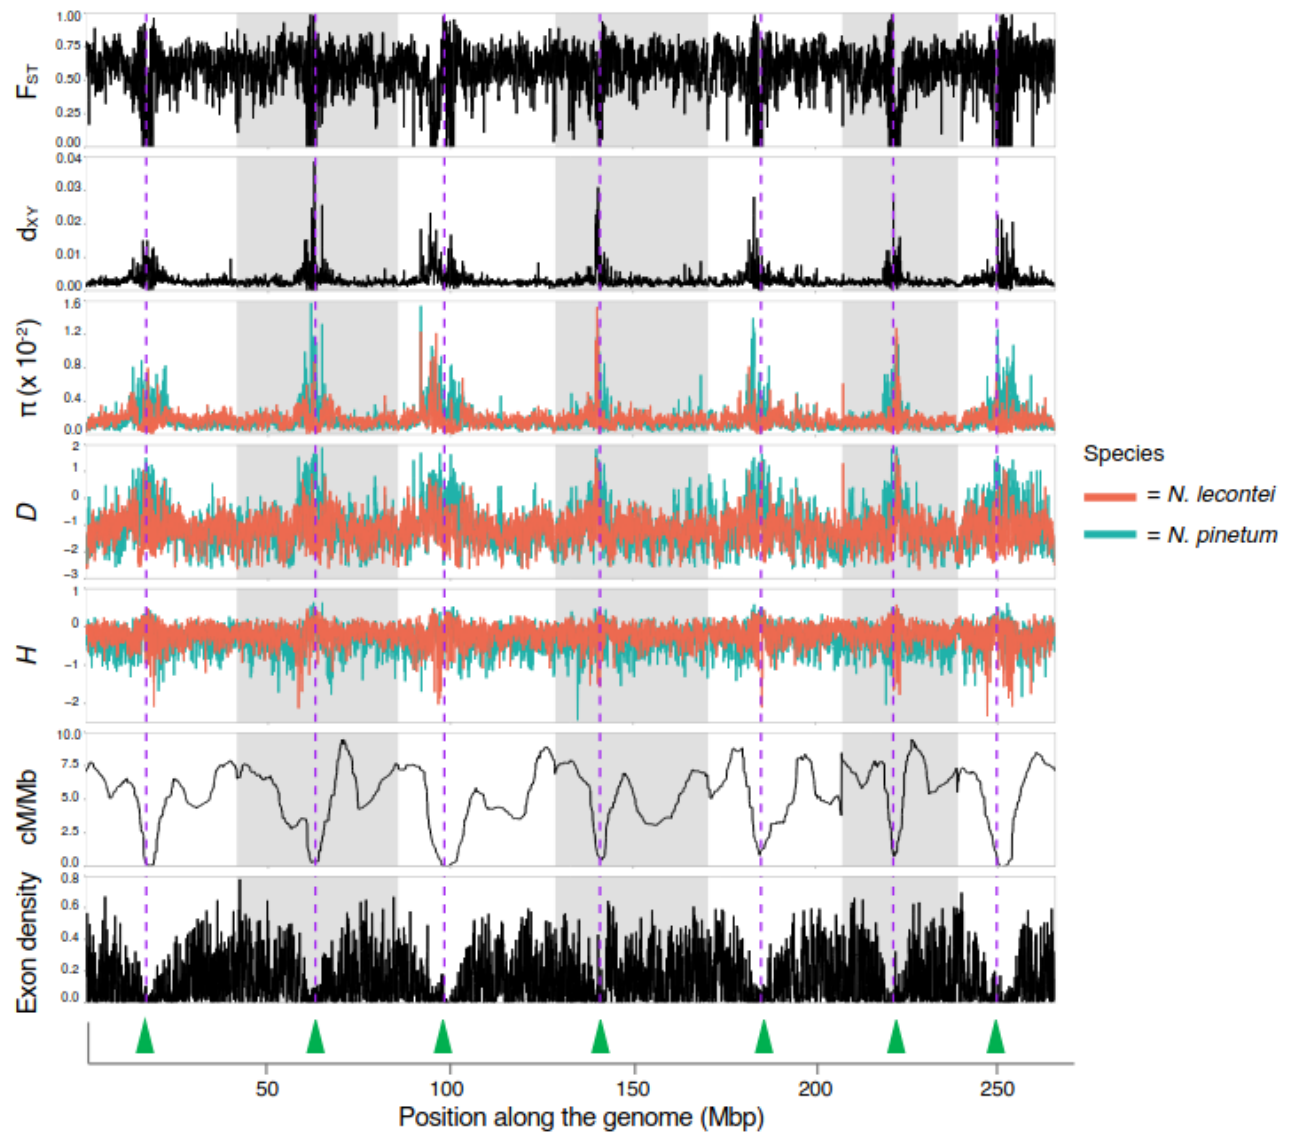 F_ST
1.00
0.75
0.50
0.25
0.00
d_XY
0.04
0.03
0.02
0.01
0.00
π (x 10^-2)
1.6
1.2
0.8
0.4
0.0
D
2
1
0
−1
−2
−3
H
1
0
−1
−2
cM/Mb
10.0
7.5
5.0
2.5
0.0
Exon density
0.8
0.6
0.4
0.2
0.0
50 100 150 200 250
Position along the genome (Mbp)
Species
= N. lecontei
= N. pinetum